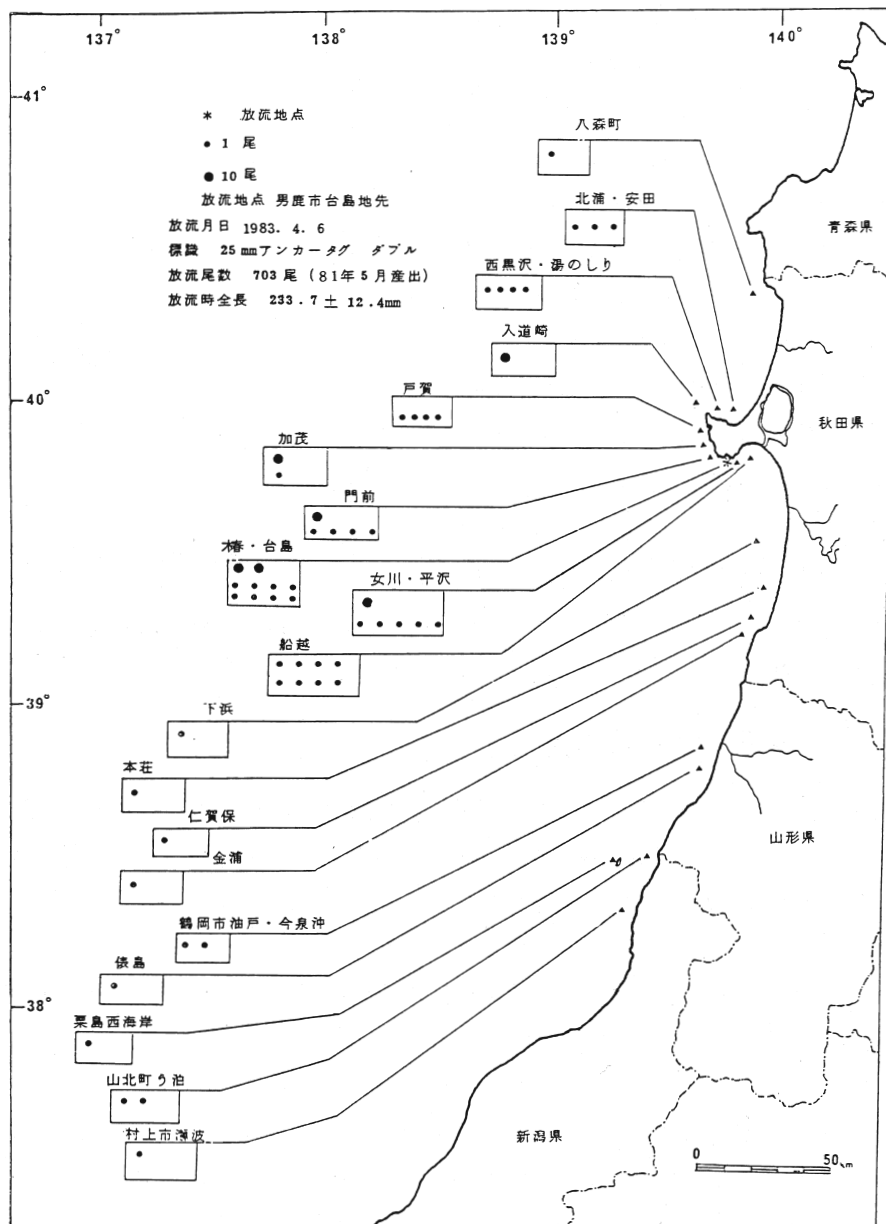 137°
138°
139°
140°
41°
* 放流地点
• 1 尾
● 10 尾
放流地点 男鹿市台島地先
放流月日 1983. 4. 6
標識 25mmアンカータグ ダブル
放流尾数 703 尾 (81年5月産出)
放流時全長 233.7 ± 12.4mm
八森町
北浦・安田
青森県
西黒沢・湯のしり
入道崎
40°
戸賀
秋田県
加茂
門前
椿・台島
女川・平沢
船越
39°
下浜
本荘
仁賀保
金浦
山形県
鶴岡市油戸・今泉沖
俵島
38°
粟島西海岸
山北町う泊
村上市瀬波
新潟県
0
50 km